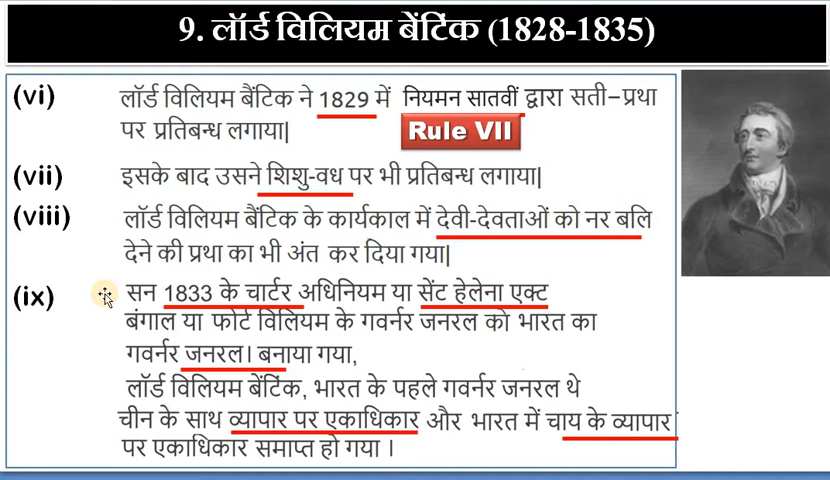 9. लॉर्ड विलियम बेंटिंक (1828-1835)
(vi) लॉर्ड विलियम बैंटिक ने 1829 में नियमन सातवीं द्वारा सती-प्रथा
पर प्रतिबन्ध लगाया|
Rule VII
(vii) इसके बाद उसने शिशु-वध पर भी प्रतिबन्ध लगाया|
(viii) लॉर्ड विलियम बैंटिक के कार्यकाल में देवी-देवताओं को नर बलि
देने की प्रथा का भी अंत कर दिया गया|
(ix) सन 1833 के चार्टर अधिनियम या सेंट हेलेना एक्ट
बंगाल या फोर्ट विलियम के गवर्नर जनरल को भारत का
गवर्नर जनरल। बनाया गया,
लॉर्ड विलियम बेंटिंक, भारत के पहले गवर्नर जनरल थे
चीन के साथ व्यापार पर एकाधिकार और भारत में चाय के व्यापार
पर एकाधिकार समाप्त हो गया ।